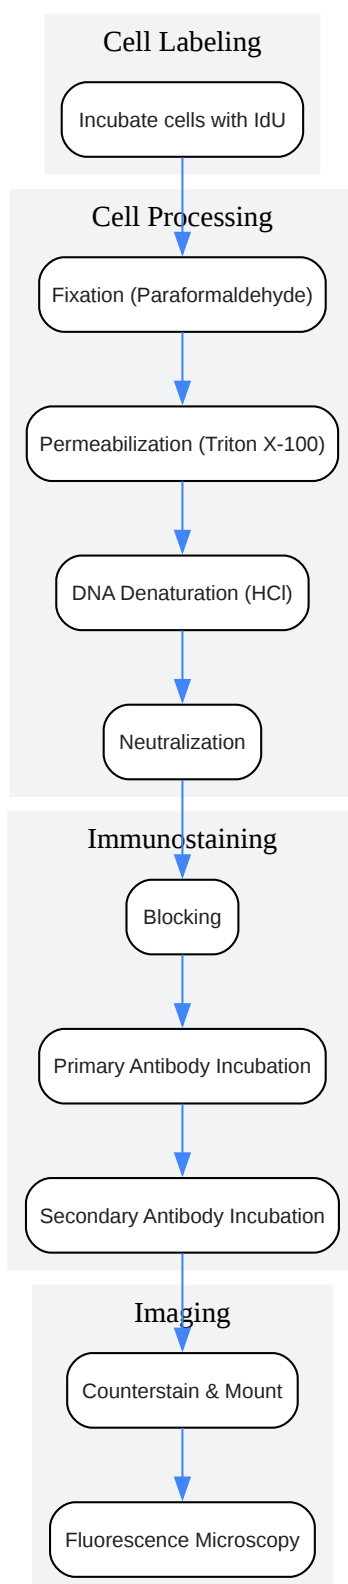 Cell Labeling
Incubate cells with IdU
Cell Processing
Fixation (Paraformaldehyde)
Permeabilization (Triton X-100)
DNA Denaturation (HCl)
Neutralization
Immunostaining
Blocking
Primary Antibody Incubation
Secondary Antibody Incubation
Imaging
Counterstain & Mount
Fluorescence Microscopy